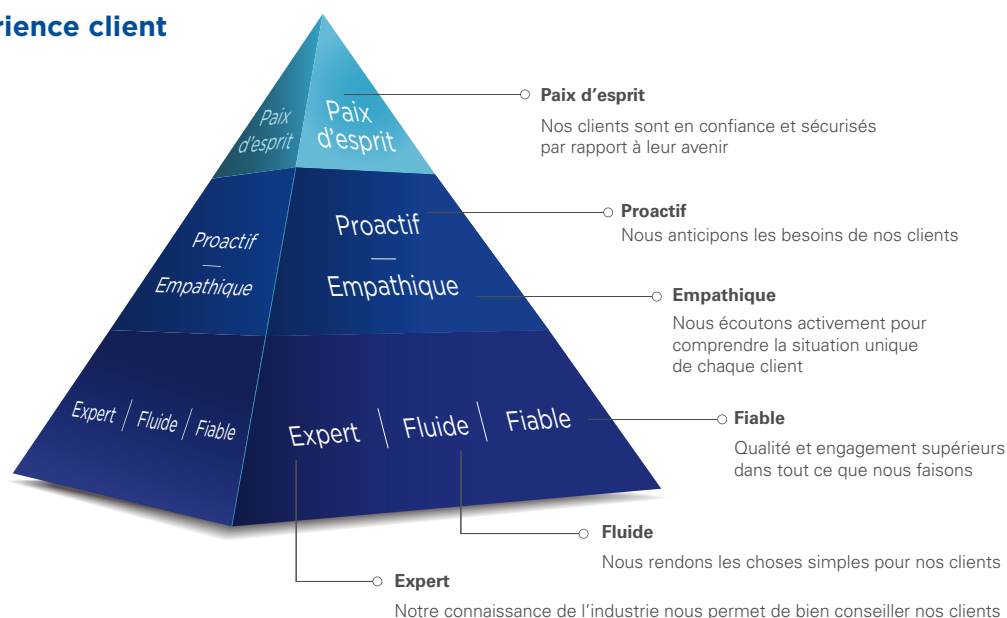 rience client
Paix
d'esprit
Paix
d'esprit
Paix d'esprit
Nos clients sont en confiance et sécurisés
par rapport à leur avenir
Proactif
Empathique
Proactif
Empathique
Proactif
Nous anticipons les besoins de nos clients
Empathique
Nous écoutons activement pour
comprendre la situation unique
de chaque client
Expert | Fluide | Fiable
Expert | Fluide | Fiable
Fiable
Qualité et engagement supérieurs
dans tout ce que nous faisons
Fluide
Nous rendons les choses simples pour nos clients
Expert
Notre connaissance de l'industrie nous permet de bien conseiller nos clients